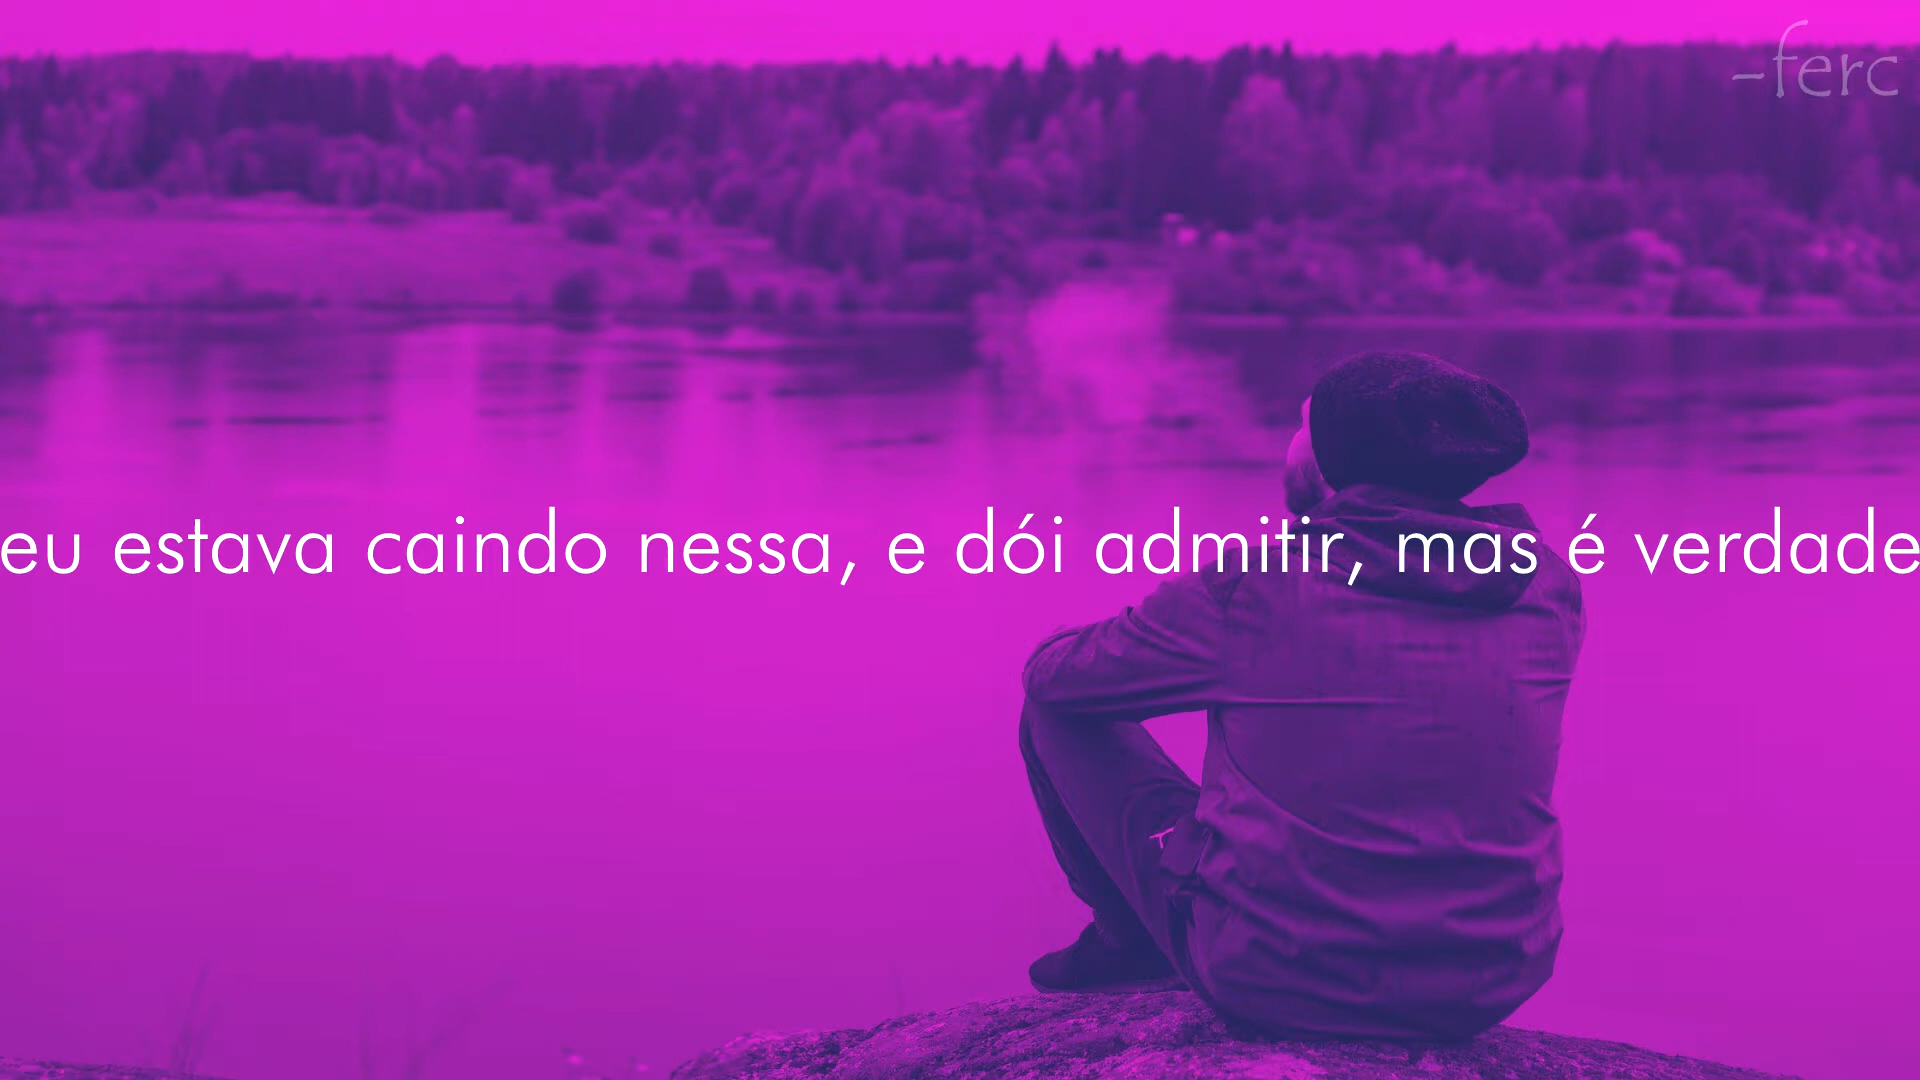 -ferc
eu estava caindo nessa, e dói admitir, mas é verdade